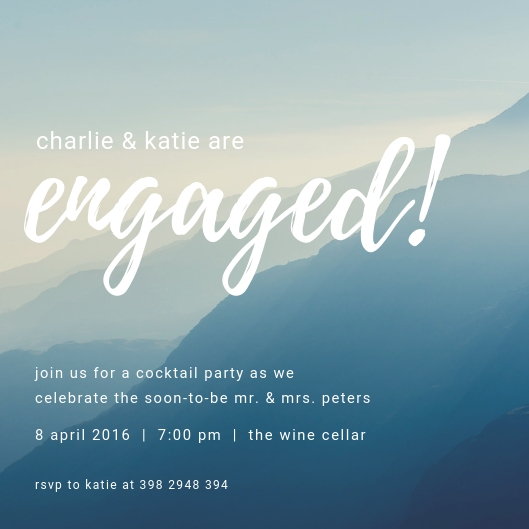 charlie & katie are
engaged!
join us for a cocktail party as we
celebrate the soon-to-be mr. & mrs. peters
8 april 2016 | 7:00 pm | the wine cellar
rsvp to katie at 398 2948 394